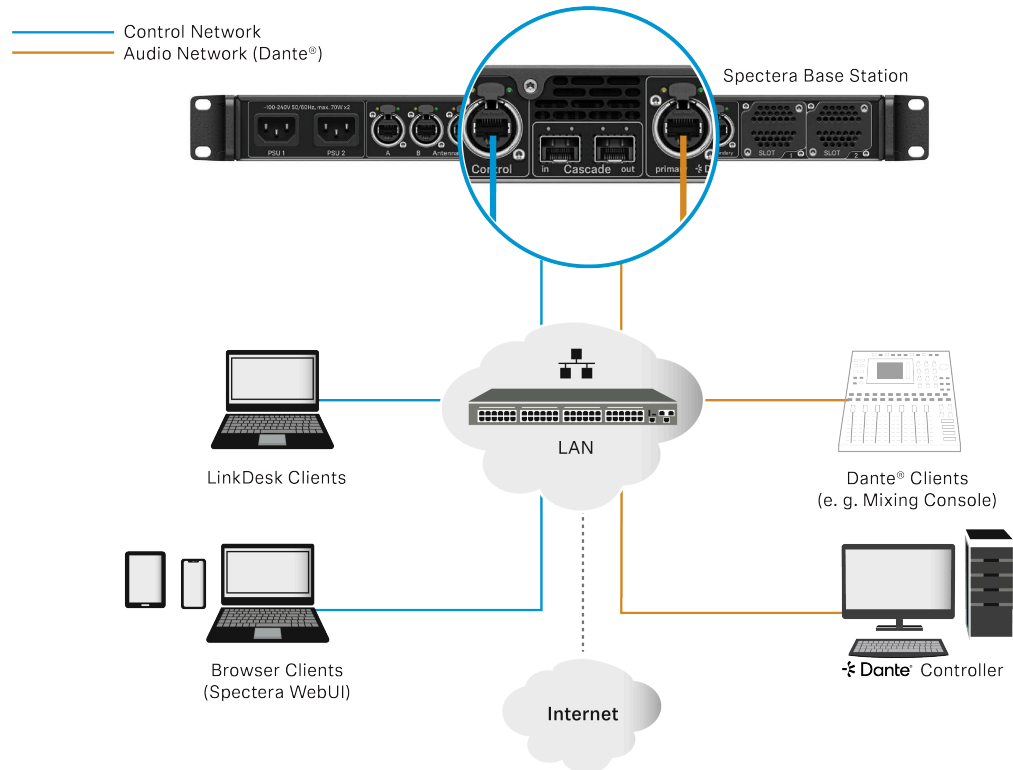 Control Network
Audio Network (Dante®)
Spectera Base Station
~100-240V 50/60Hz, max. 70W x2
PSU 1
PSU 2
A
B
Antenna
Control
in
Cascade
out
primary
SLOT 1
SLOT 2
LAN
LinkDesk Clients
Dante® Clients
(e. g. Mixing Console)
Browser Clients
(Spectera WebUI)
Dante® Controller
Internet